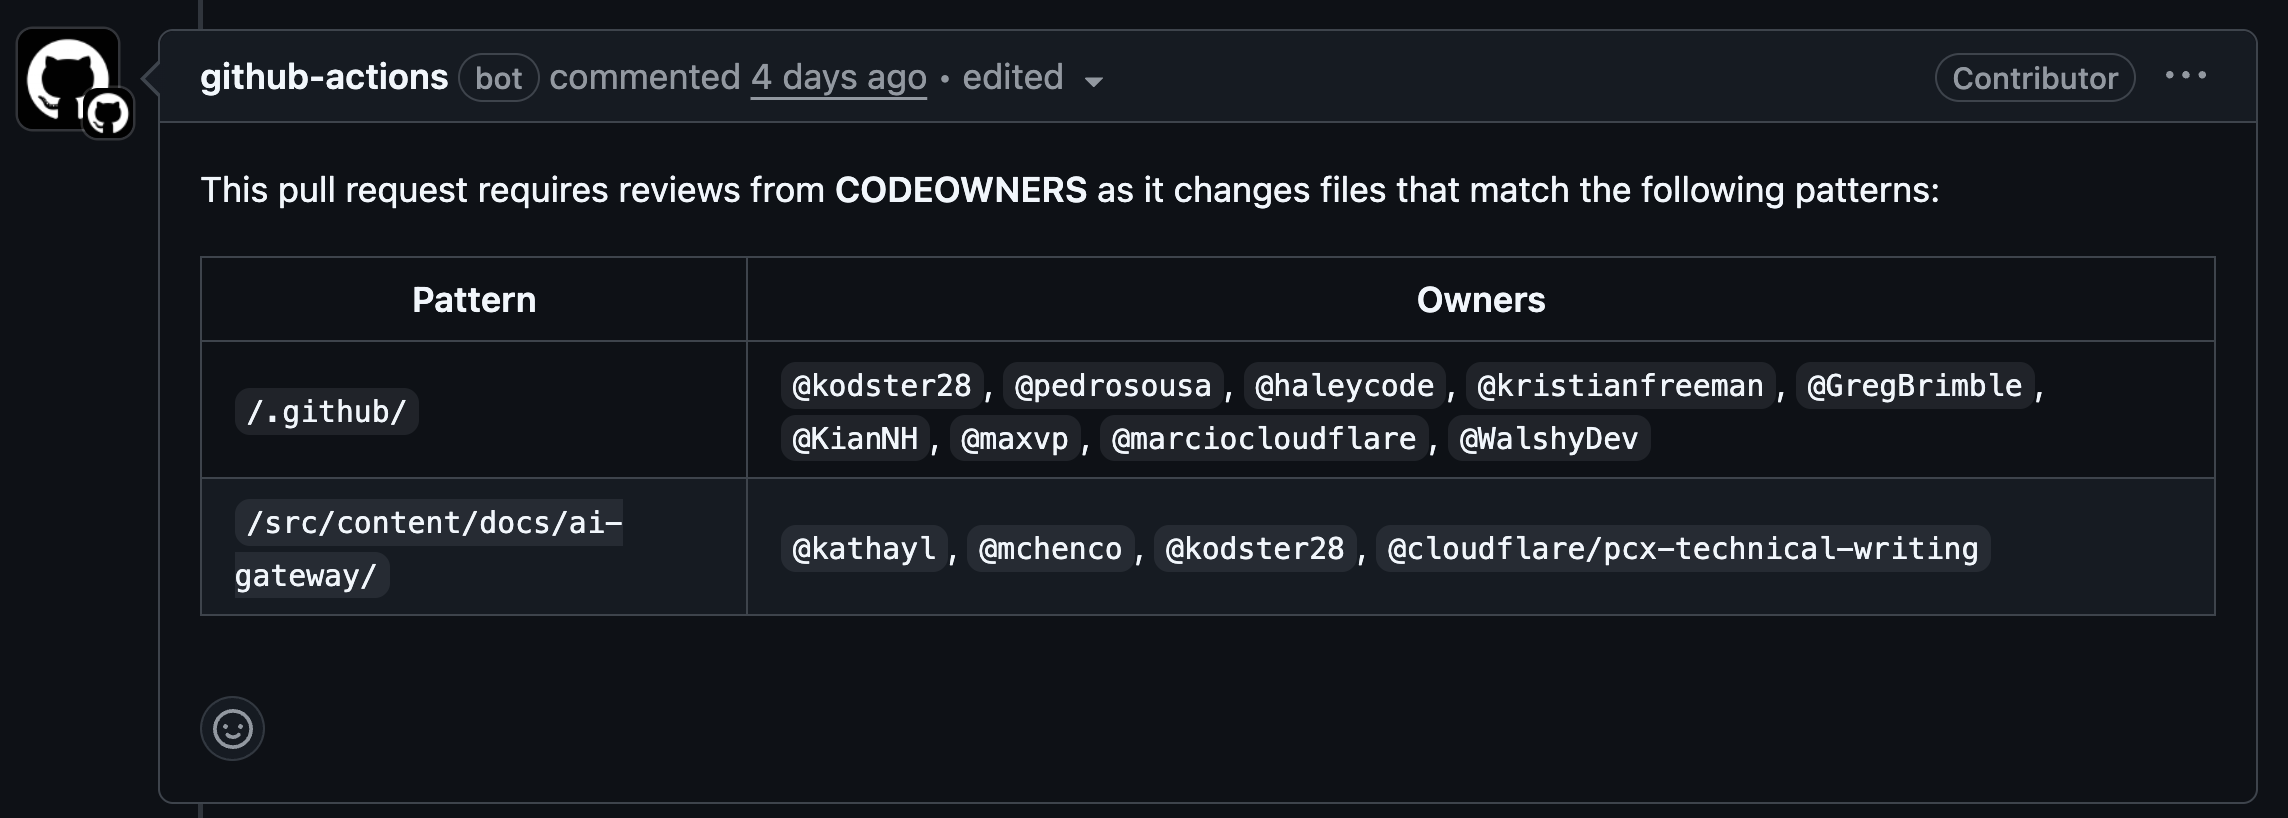 github-actions bot commented 4 days ago • edited
Contributor ...
This pull request requires reviews from CODEOWNERS as it changes files that match the following patterns:
Pattern
Owners
/.github/
@kodster28, @pedrosousa, @haleycode, @kristianfreeman, @GregBrimble,
@KianNH, @maxvp, @marciocloudflare, @WalshyDev
/src/content/docs/ai-
gateway/
@kathayl, @mchenco, @kodster28, @cloudflare/pcx-technical-writing